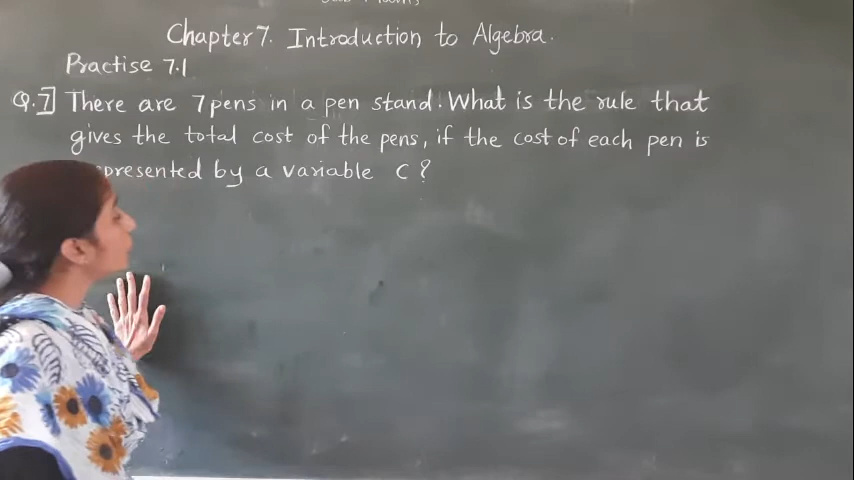 Chapter 7. Introduction to Algebra.
Practise 7.1
Q.7] There are 7 pens in a pen stand. What is the rule that
gives the total cost of the pens, if the cost of each pen is
presented by a variable C?